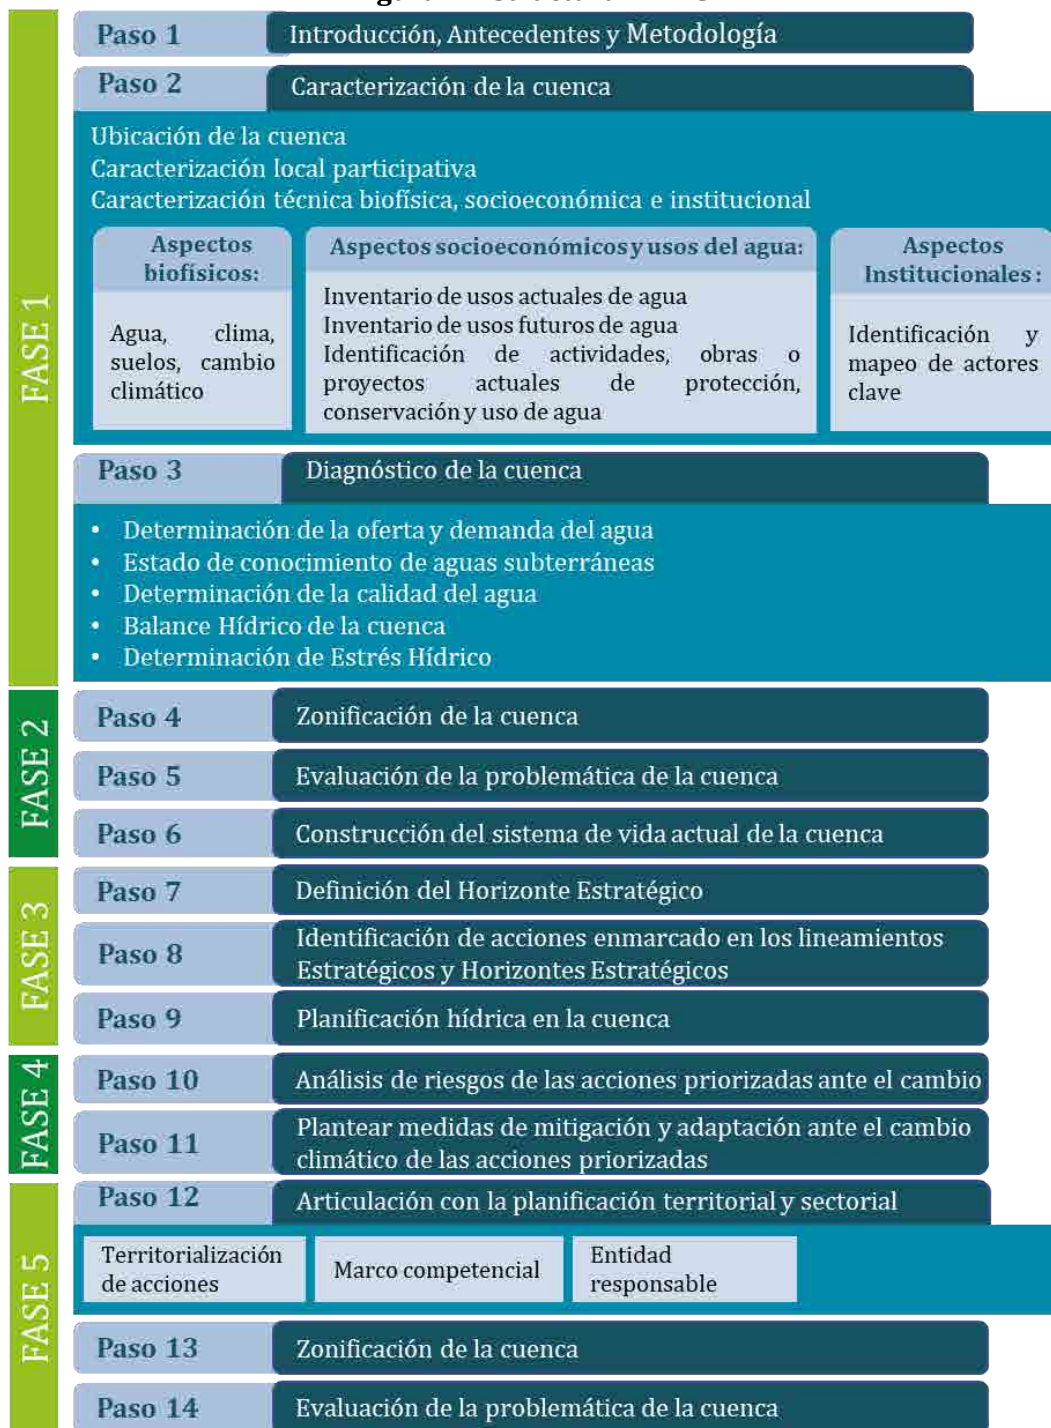 FASE 1
Paso 1
Introducción, Antecedentes y Metodología
Paso 2
Caracterización de la cuenca
Ubicación de la cuenca
Caracterización local participativa
Caracterización técnica biofísica, socioeconómica e institucional
Aspectos
biofísicos:
Agua, clima,
suelos, cambio
climático
Aspectos socioeconómicos y usos del agua:
Inventario de usos actuales de agua
Inventario de usos futuros de agua
Identificación de actividades, obras o
proyectos actuales de protección,
conservación y uso de agua
Aspectos
Institucionales:
Identificación y
mapeo de actores
clave
Paso 3
Diagnóstico de la cuenca
• Determinación de la oferta y demanda del agua
• Estado de conocimiento de aguas subterráneas
• Determinación de la calidad del agua
• Balance Hídrico de la cuenca
• Determinación de Estrés Hídrico
FASE 2
Paso 4
Zonificación de la cuenca
Paso 5
Evaluación de la problemática de la cuenca
Paso 6
Construcción del sistema de vida actual de la cuenca
FASE 3
Paso 7
Definición del Horizonte Estratégico
Paso 8
Identificación de acciones enmarcado en los lineamientos
Estratégicos y Horizontes Estratégicos
Paso 9
Planificación hídrica en la cuenca
FASE 4
Paso 10
Análisis de riesgos de las acciones priorizadas ante el cambio
Paso 11
Plantear medidas de mitigación y adaptación ante el cambio
climático de las acciones priorizadas
FASE 5
Paso 12
Articulación con la planificación territorial y sectorial
Territorialización
de acciones
Marco competencial
Entidad
responsable
Paso 13
Zonificación de la cuenca
Paso 14
Evaluación de la problemática de la cuenca